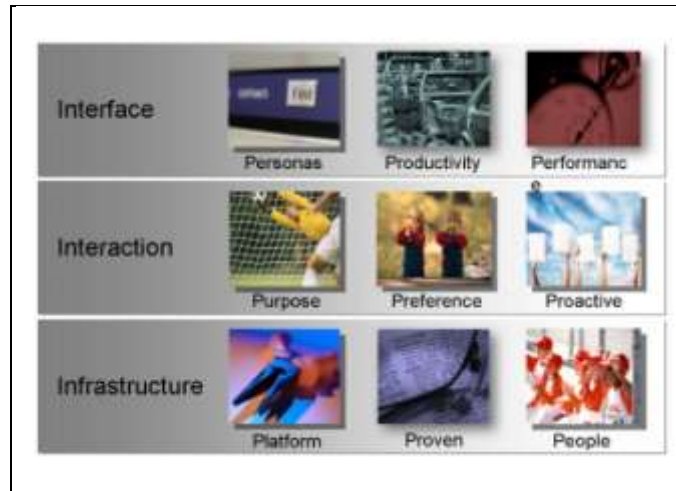 Interface
Personas Productivity Performanc
e
Interaction
Purpose Preference Proactive
Infrastructure
Platform Proven People